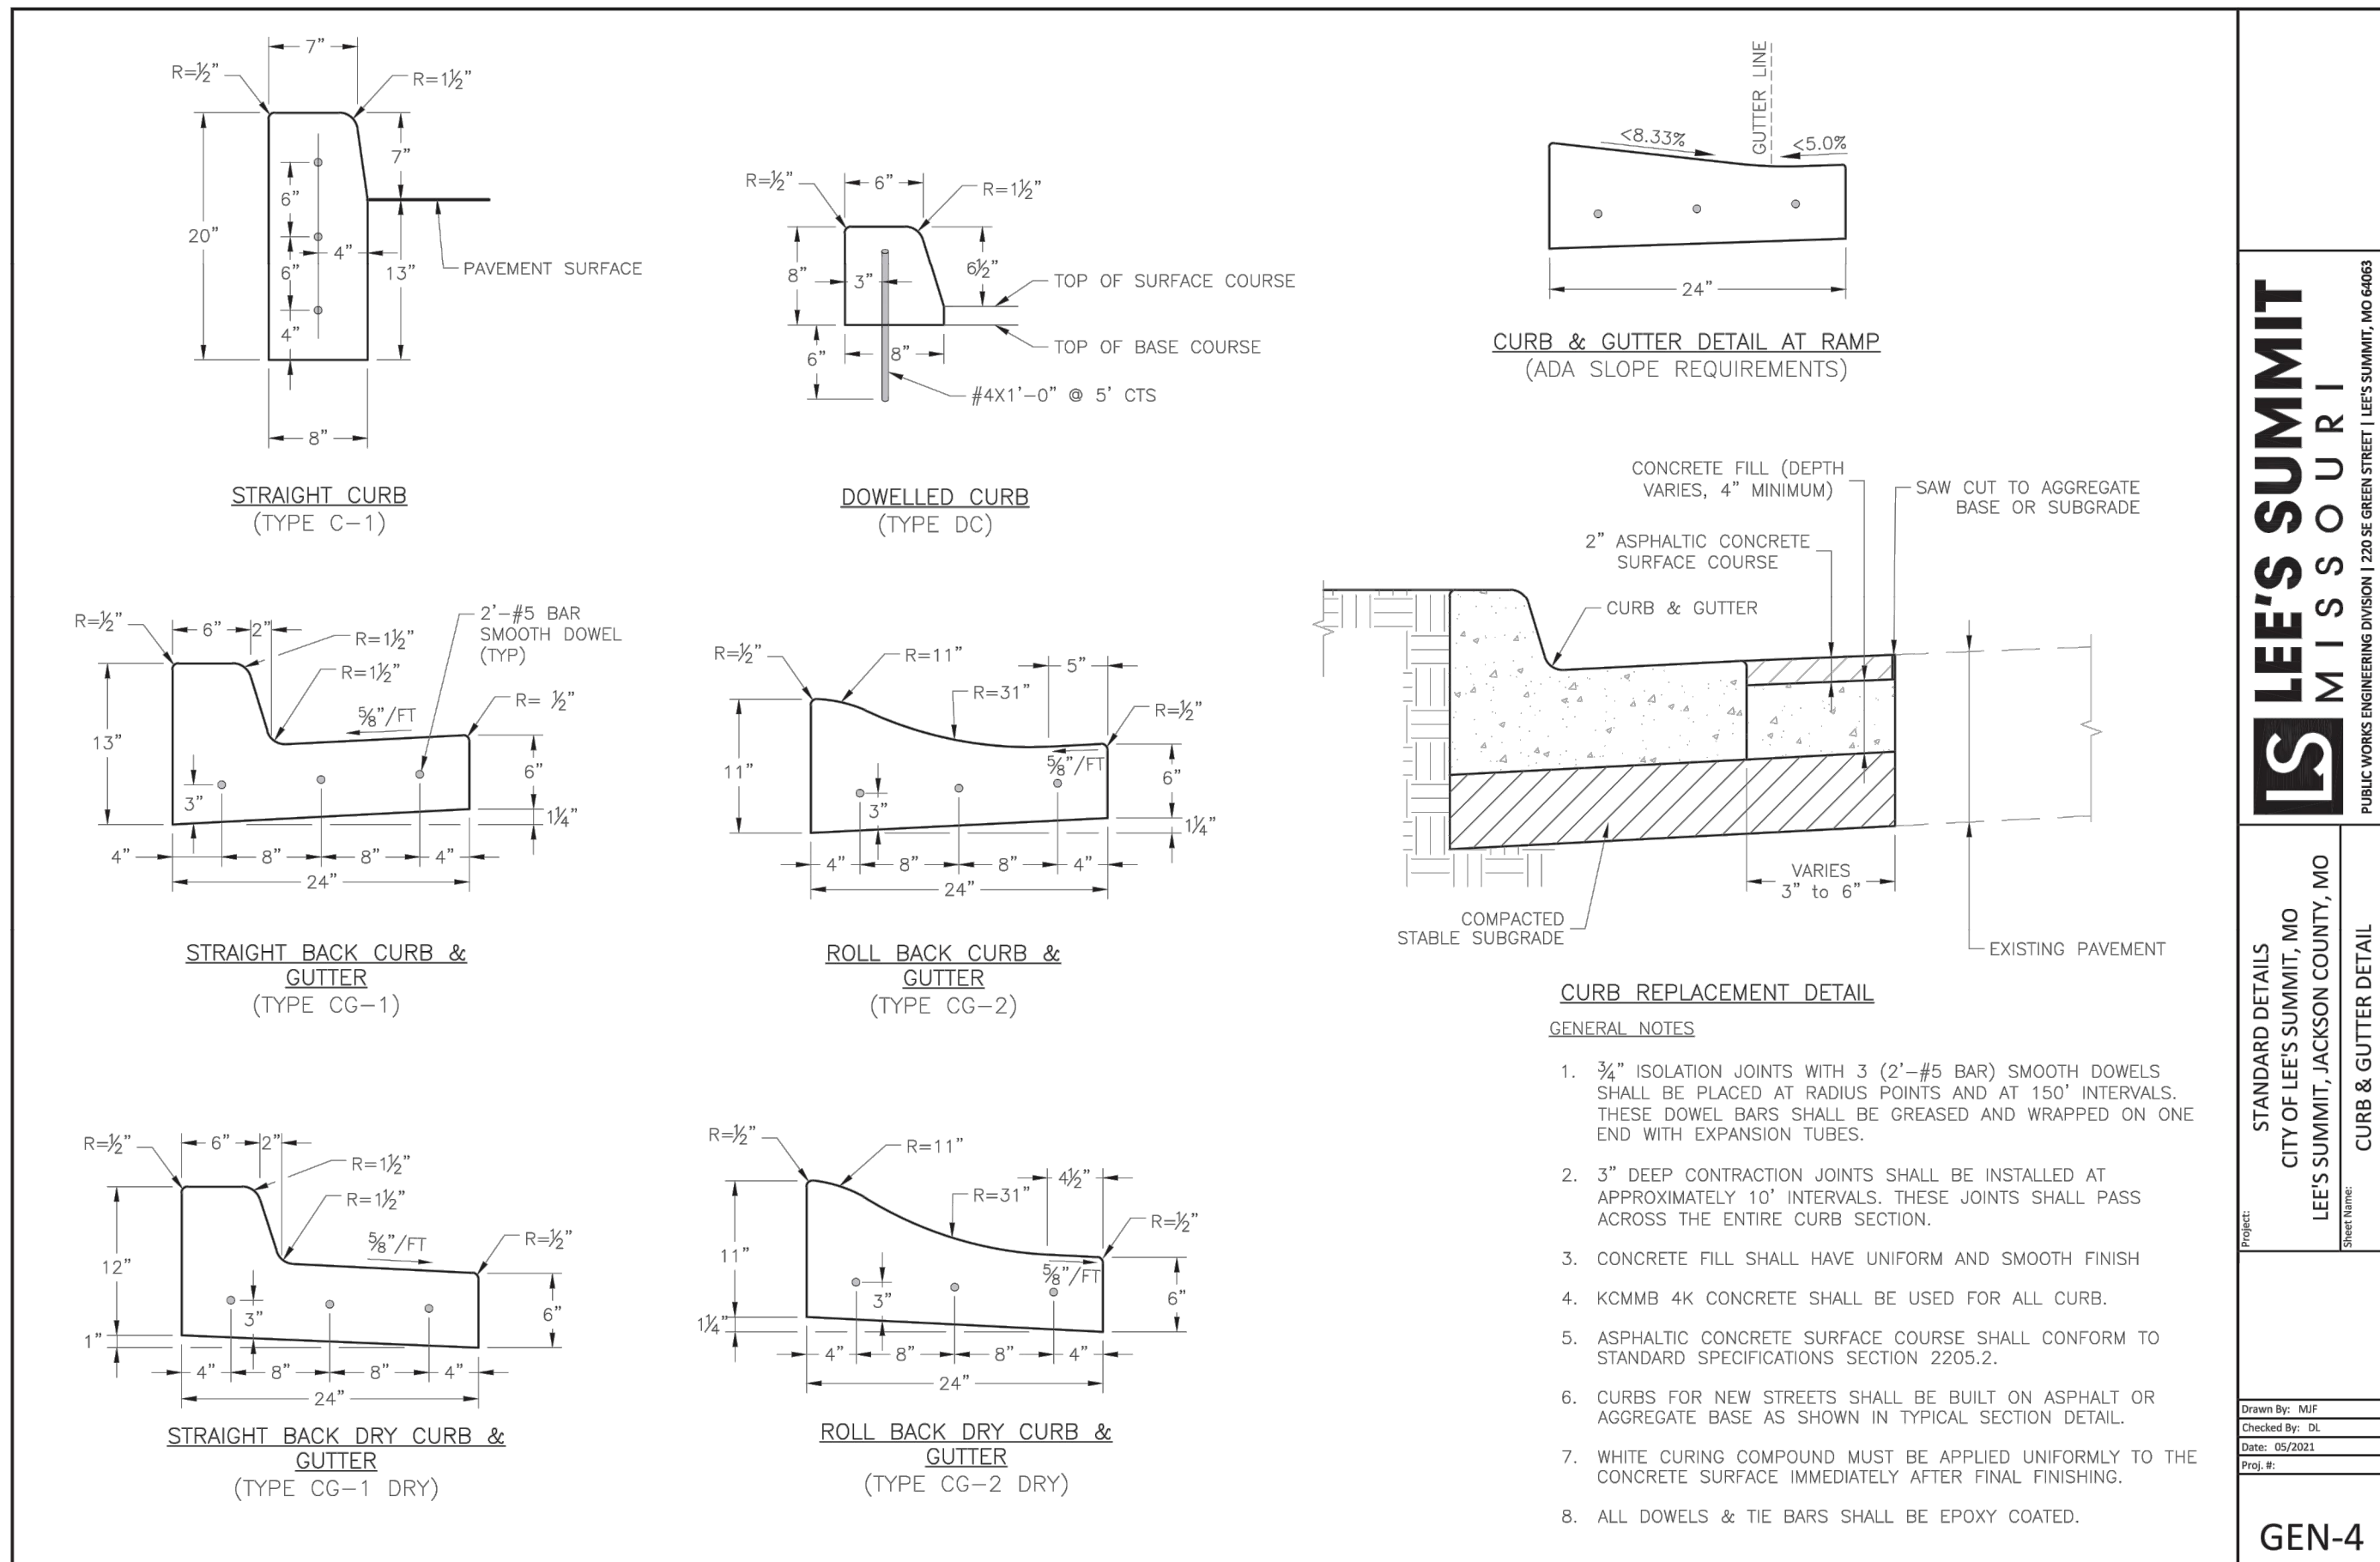 7”
R=½”
R=1½”
7”
6”
20”
4”
6”
13”
4”
PAVEMENT SURFACE
8”
STRAIGHT CURB
(TYPE C-1)
R=½”
6”
R=1½”
8”
3”
6½”
TOP OF SURFACE COURSE
TOP OF BASE COURSE
6”
8”
#4X1’-0” @ 5’ CTS
DOWELLED CURB
(TYPE DC)
GUTTER LINE
<8.33%
<5.0%
24”
CURB & GUTTER DETAIL AT RAMP
(ADA SLOPE REQUIREMENTS)
R=½”
6”
2”
R=1½”
R=1½”
2’-#5 BAR
SMOOTH DOWEL
(TYP)
R= ½”
⅝”/FT
13”
3”
6”
1¼”
4”
8”
8”
4”
24”
STRAIGHT BACK CURB &
GUTTER
(TYPE CG-1)
R=½”
R=11”
R=31”
5”
R=½”
11”
⅝”/FT
6”
3”
1¼”
4”
8”
8”
4”
24”
ROLL BACK CURB &
GUTTER
(TYPE CG-2)
CONCRETE FILL (DEPTH
VARIES, 4” MINIMUM)
SAW CUT TO AGGREGATE
BASE OR SUBGRADE
2” ASPHALTIC CONCRETE
SURFACE COURSE
CURB & GUTTER
VARIES
3” to 6”
COMPACTED
STABLE SUBGRADE
EXISTING PAVEMENT
CURB REPLACEMENT DETAIL
R=½”
6”
2”
R=1½”
R=1½”
⅝”/FT
R=½”
12”
3”
6”
1”
4”
8”
8”
4”
24”
STRAIGHT BACK DRY CURB &
GUTTER
(TYPE CG-1 DRY)
R=½”
R=11”
R=31”
4½”
R=½”
11”
⅝”/FT
3”
6”
1¼”
4”
8”
8”
4”
24”
ROLL BACK DRY CURB &
GUTTER
(TYPE CG-2 DRY)
GENERAL NOTES
1. ¾” ISOLATION JOINTS WITH 3 (2’-#5 BAR) SMOOTH DOWELS
SHALL BE PLACED AT RADIUS POINTS AND AT 150’ INTERVALS.
THESE DOWEL BARS SHALL BE GREASED AND WRAPPED ON ONE
END WITH EXPANSION TUBES.
2. 3” DEEP CONTRACTION JOINTS SHALL BE INSTALLED AT
APPROXIMATELY 10’ INTERVALS. THESE JOINTS SHALL PASS
ACROSS THE ENTIRE CURB SECTION.
3. CONCRETE FILL SHALL HAVE UNIFORM AND SMOOTH FINISH
4. KCMMB 4K CONCRETE SHALL BE USED FOR ALL CURB.
5. ASPHALTIC CONCRETE SURFACE COURSE SHALL CONFORM TO
STANDARD SPECIFICATIONS SECTION 2205.2.
6. CURBS FOR NEW STREETS SHALL BE BUILT ON ASPHALT OR
AGGREGATE BASE AS SHOWN IN TYPICAL SECTION DETAIL.
7. WHITE CURING COMPOUND MUST BE APPLIED UNIFORMLY TO THE
CONCRETE SURFACE IMMEDIATELY AFTER FINAL FINISHING.
8. ALL DOWELS & TIE BARS SHALL BE EPOXY COATED.
LS
LEE'S SUMMIT
MISSOURI
PUBLIC WORKS ENGINEERING DIVISION | 220 SE GREEN STREET | LEE'S SUMMIT, MO 64063
Project:
STANDARD DETAILS
CITY OF LEE'S SUMMIT, MO
LEE'S SUMMIT, JACKSON COUNTY, MO
Sheet Name:
CURB & GUTTER DETAIL
Drawn By: MJF
Checked By: DL
Date: 05/2021
Proj. #:
GEN-4